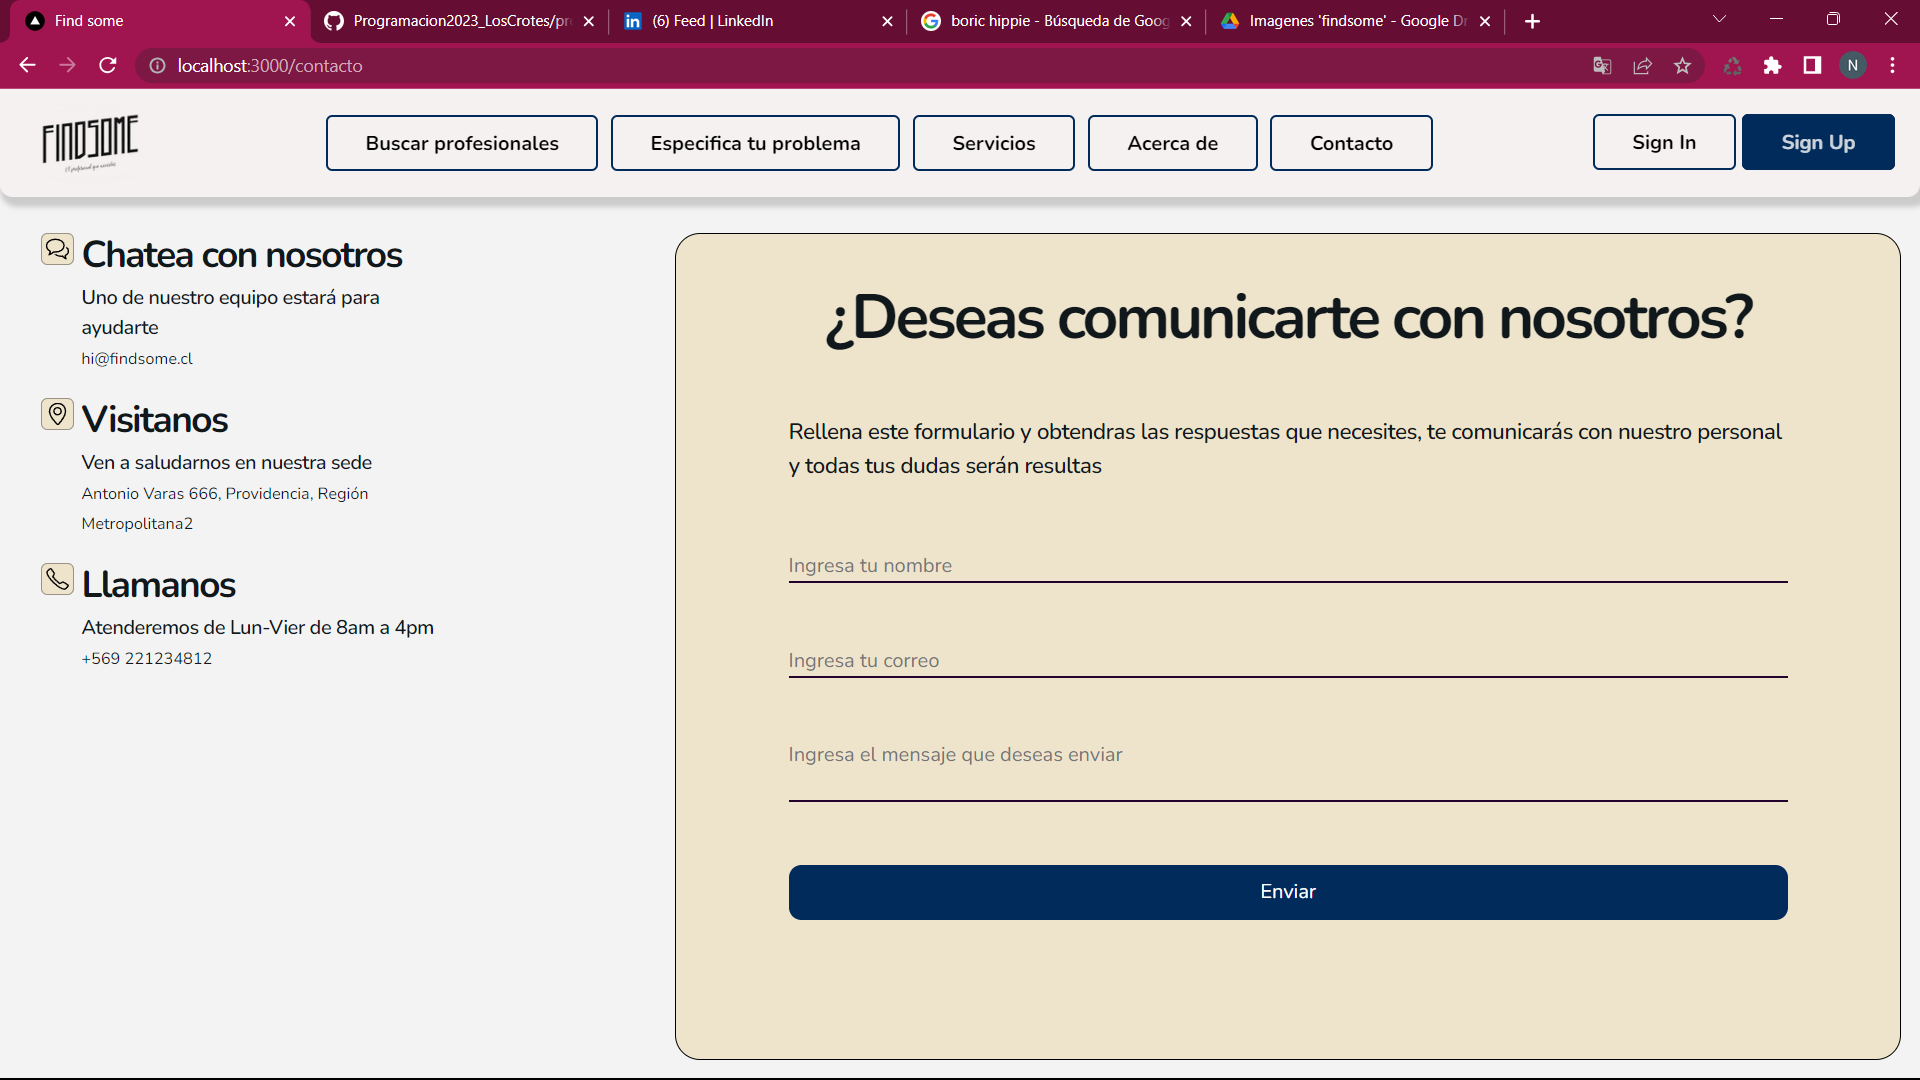 Find some
Programacion2023_LosCrotes/pr
(6) Feed | LinkedIn
boric hippie - Búsqueda de Goog
Imagenes 'findsome' - Google Dr
localhost:3000/contacto
N
FINDSOME
Buscar profesionales
Especifica tu problema
Servicios
Acerca de
Contacto
Sign In
Sign Up
Chatea con nosotros
Uno de nuestro equipo estará para
ayudarte
hi@findsome.cl
Visitanos
Ven a saludarnos en nuestra sede
Antonio Varas 666, Providencia, Región
Metropolitana2
Llamanos
Atenderemos de Lun-Vier de 8am a 4pm
+569 221234812
¿Deseas comunicarte con nosotros?
Rellena este formulario y obtendras las respuestas que necesites, te comunicarás con nuestro personal
y todas tus dudas serán resultas
Ingresa tu nombre
Ingresa tu correo
Ingresa el mensaje que deseas enviar
Enviar